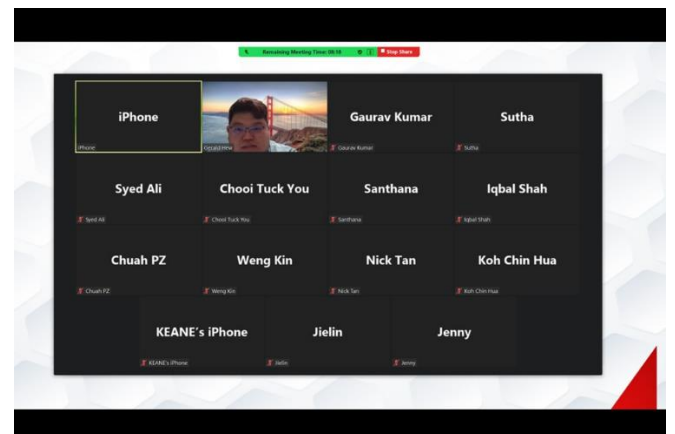 Remaining Meeting Time: 09:18 Stop Share
iPhone
iPhone
Gerald Hew
Gaurav Kumar
Gaurav Kumar
Sutha
Sutha
Syed Ali
Syed Ali
Chooi Tuck You
Chooi Tuck You
Santhana
Santhana
Iqbal Shah
Iqbal Shah
Chuah PZ
Chuah PZ
Weng Kin
Weng Kin
Nick Tan
Nick Tan
Koh Chin Hua
Koh Chin Hua
KEANE's iPhone
KEANE's iPhone
Jielin
Jielin
Jenny
Jenny